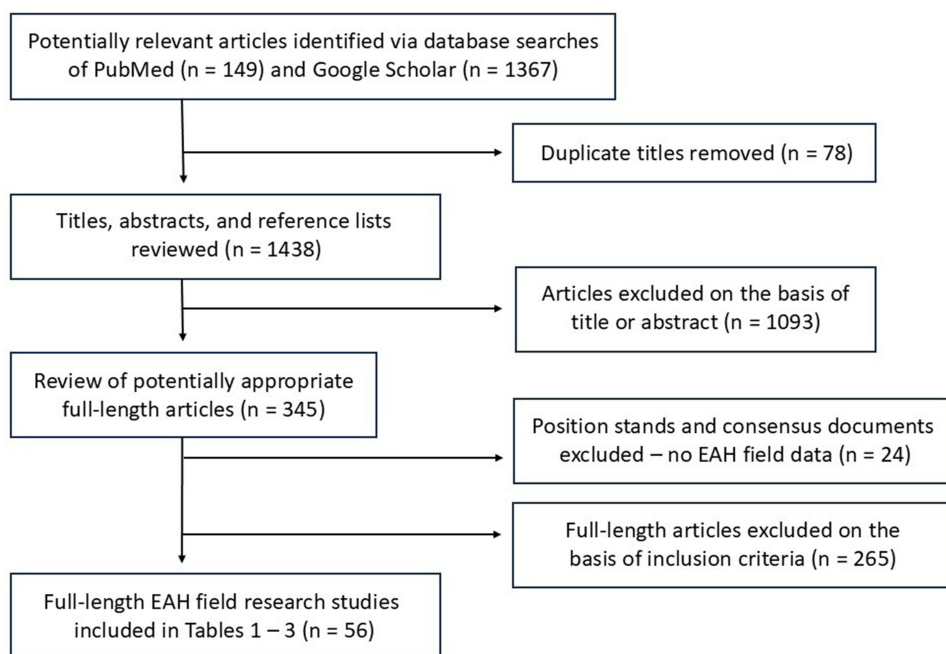 Potentially relevant articles identified via database searches
of PubMed (n = 149) and Google Scholar (n = 1367)
Duplicate titles removed (n = 78)
Titles, abstracts, and reference lists
reviewed (n = 1438)
Articles excluded on the basis of
title or abstract (n = 1093)
Review of potentially appropriate
full-length articles (n = 345)
Position stands and consensus documents
excluded – no EAH field data (n = 24)
Full-length articles excluded on the
basis of inclusion criteria (n = 265)
Full-length EAH field research studies
included in Tables 1 – 3 (n = 56)